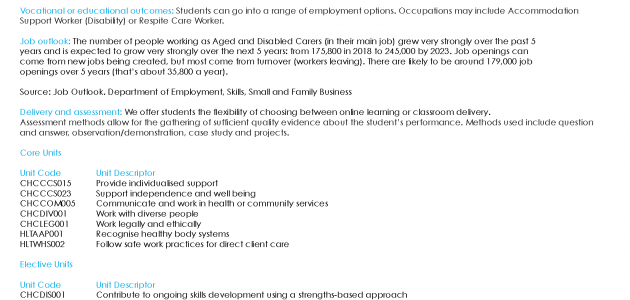 Vocational or educational outcomes: Students can go into a range of employment options. Occupations may include Accommodation
Support Worker (Disability) or Respite Care Worker.
Job outlook: The number of people working as Aged and Disabled Carers (in their main job) grew very strongly over the past 5
years and is expected to grow very strongly over the next 5 years: from 175,800 in 2018 to 245,000 by 2023. Job openings can
come from new jobs being created, but most come from turnover (workers leaving). There are likely to be around 179,000 job
openings over 5 years (that's about 35,800 a year).
Source: Job Outlook. Department of Employment, Skills, Small and Family Business
Delivery and assessment: We offer students the flexibility of choosing between online learning or classroom delivery.
Assessment methods allow for the gathering of sufficient quality evidence about the student's performance. Methods used include question
and answer, observation/demonstration, case study and projects.
Core Units
Unit Code Unit Descriptor
CHCCCS015 Provide individualised support
CHCCCS023 Support independence and well being
CHCCOM005 Communicate and work in health or community services
CHCDIV001 Work with diverse people
CHCLEG001 Work legally and ethically
HLTAAP001 Recognise healthy body systems
HLTWHS002 Follow safe work practices for direct client care
Elective Units
Unit Code Unit Descriptor
CHCDIS001 Contribute to ongoing skills development using a strengths-based approach